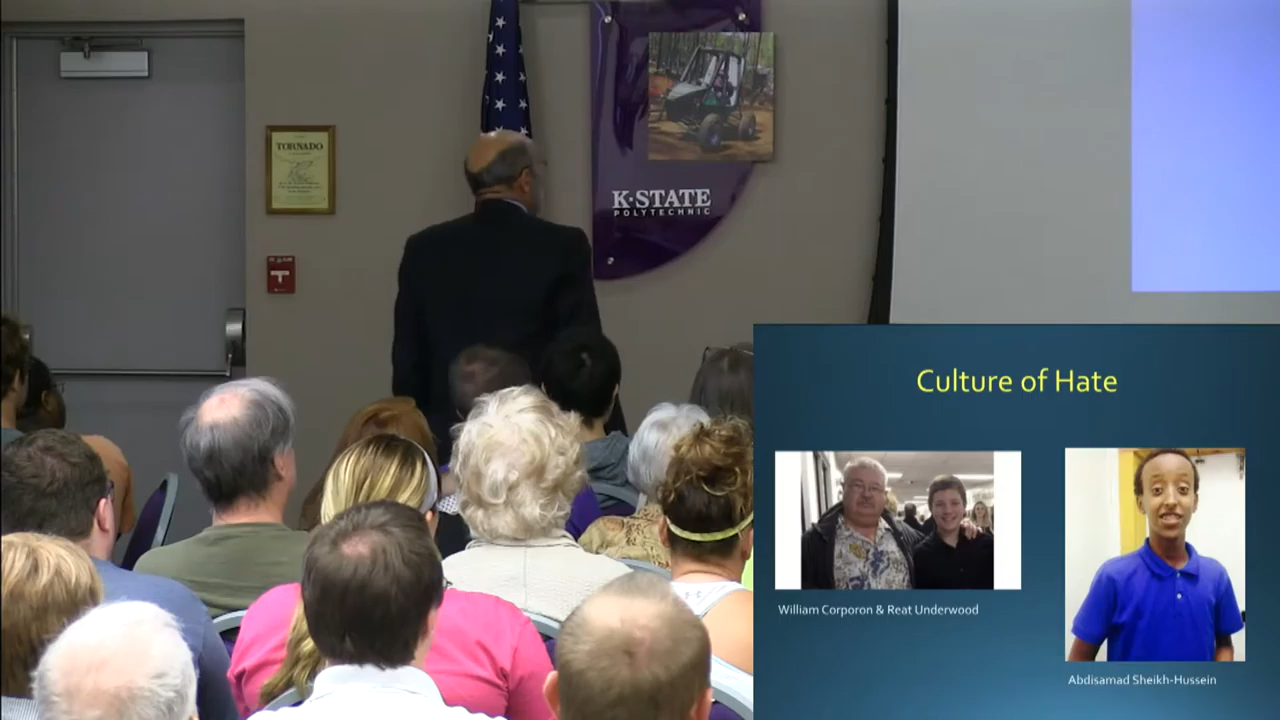 TORNADO
K·STATE
POLYTECHNIC
Culture of Hate
William Corporon & Reat Underwood
Abdisamad Sheikh-Hussein